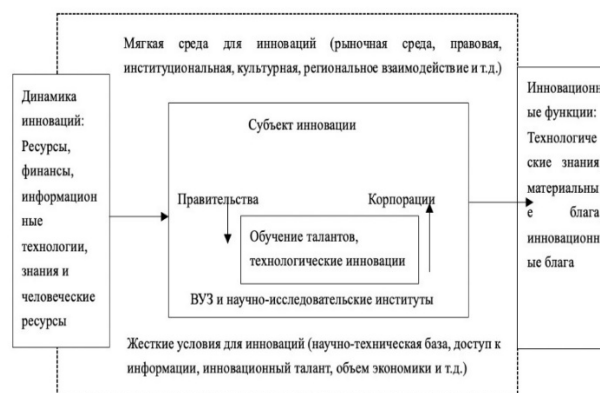 Мягкая среда для инноваций (рыночная среда, правовая,
институциональная, культурная, региональное взаимодействие и т.д.)
Динамика
инноваций:
Ресурсы,
финансы,
информацион
ные
технологии,
знания и
человеческие
ресурсы
Субъект инновации
Правительства
Корпорации
Обучение талантов,
технологические инновации
ВУЗ и научно-исследовательские институты
Инновационн
ые функции:
Технологиче
ские знания
материальны
е блага
инновационн
ые блага
Жесткие условия для инноваций (научно-техническая база, доступ к
информации, инновационный талант, объем экономики и т.д.)